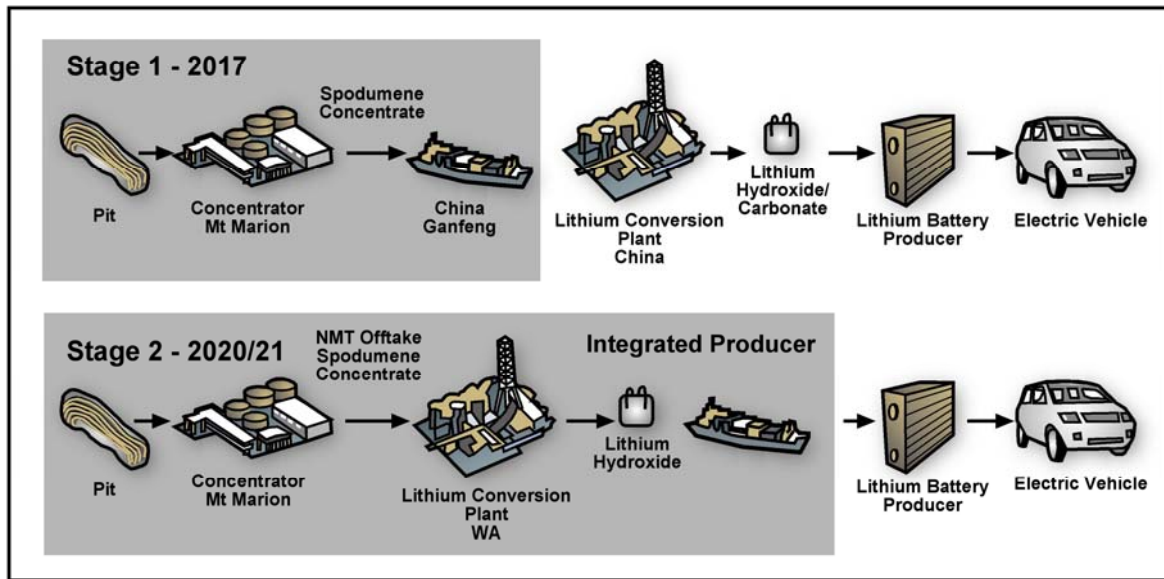 Stage 1 - 2017
Spodumene
Concentrate
Pit
Concentrator
Mt Marion
China
Ganfeng
Lithium Conversion
Plant
China
Lithium
Hydroxide/
Carbonate
Lithium Battery
Producer
Electric Vehicle
Stage 2 - 2020/21
NMT Offtake
Spodumene
Concentrate
Integrated Producer
Pit
Concentrator
Mt Marion
Lithium Conversion
Plant
WA
Lithium
Hydroxide
Lithium Battery
Producer
Electric Vehicle